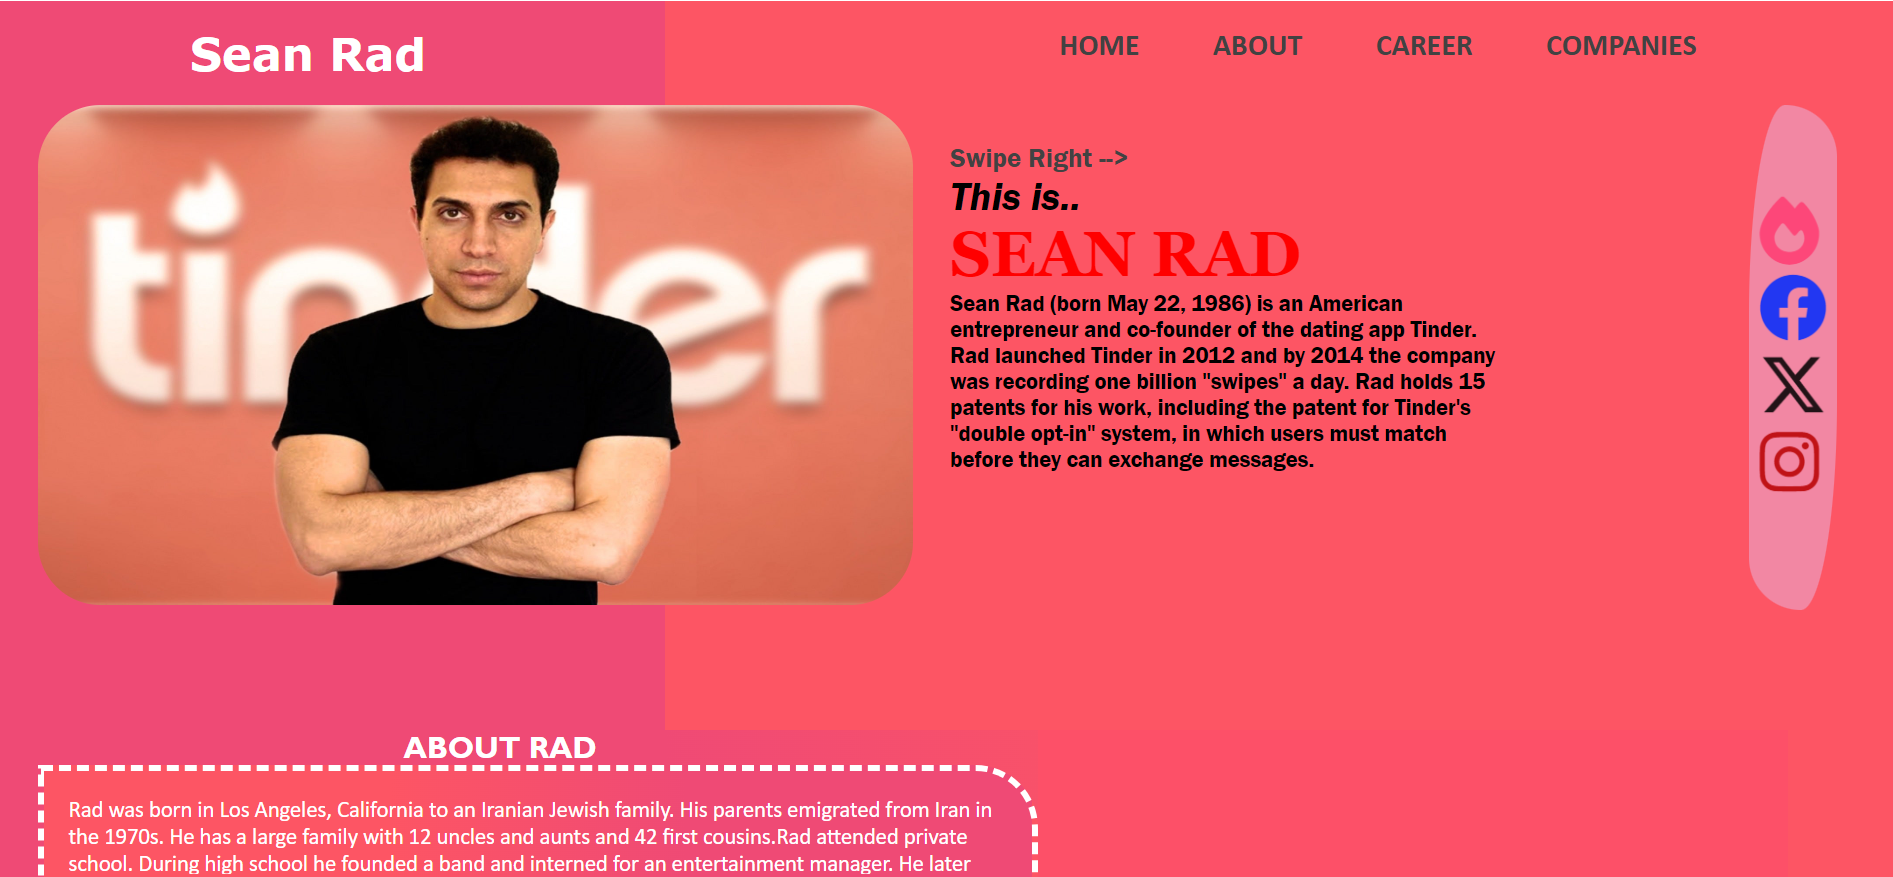 Sean Rad
HOME ABOUT CAREER COMPANIES
tinder
Swipe Right -->
This is..
SEAN RAD
Sean Rad (born May 22, 1986) is an American
entrepreneur and co-founder of the dating app Tinder.
Rad launched Tinder in 2012 and by 2014 the company
was recording one billion "swipes" a day. Rad holds 15
patents for his work, including the patent for Tinder's
"double opt-in" system, in which users must match
before they can exchange messages.
ABOUT RAD
Rad was born in Los Angeles, California to an Iranian Jewish family. His parents emigrated from Iran in
the 1970s. He has a large family with 12 uncles and aunts and 42 first cousins.Rad attended private
school. During high school he founded a band and interned for an entertainment manager. He later